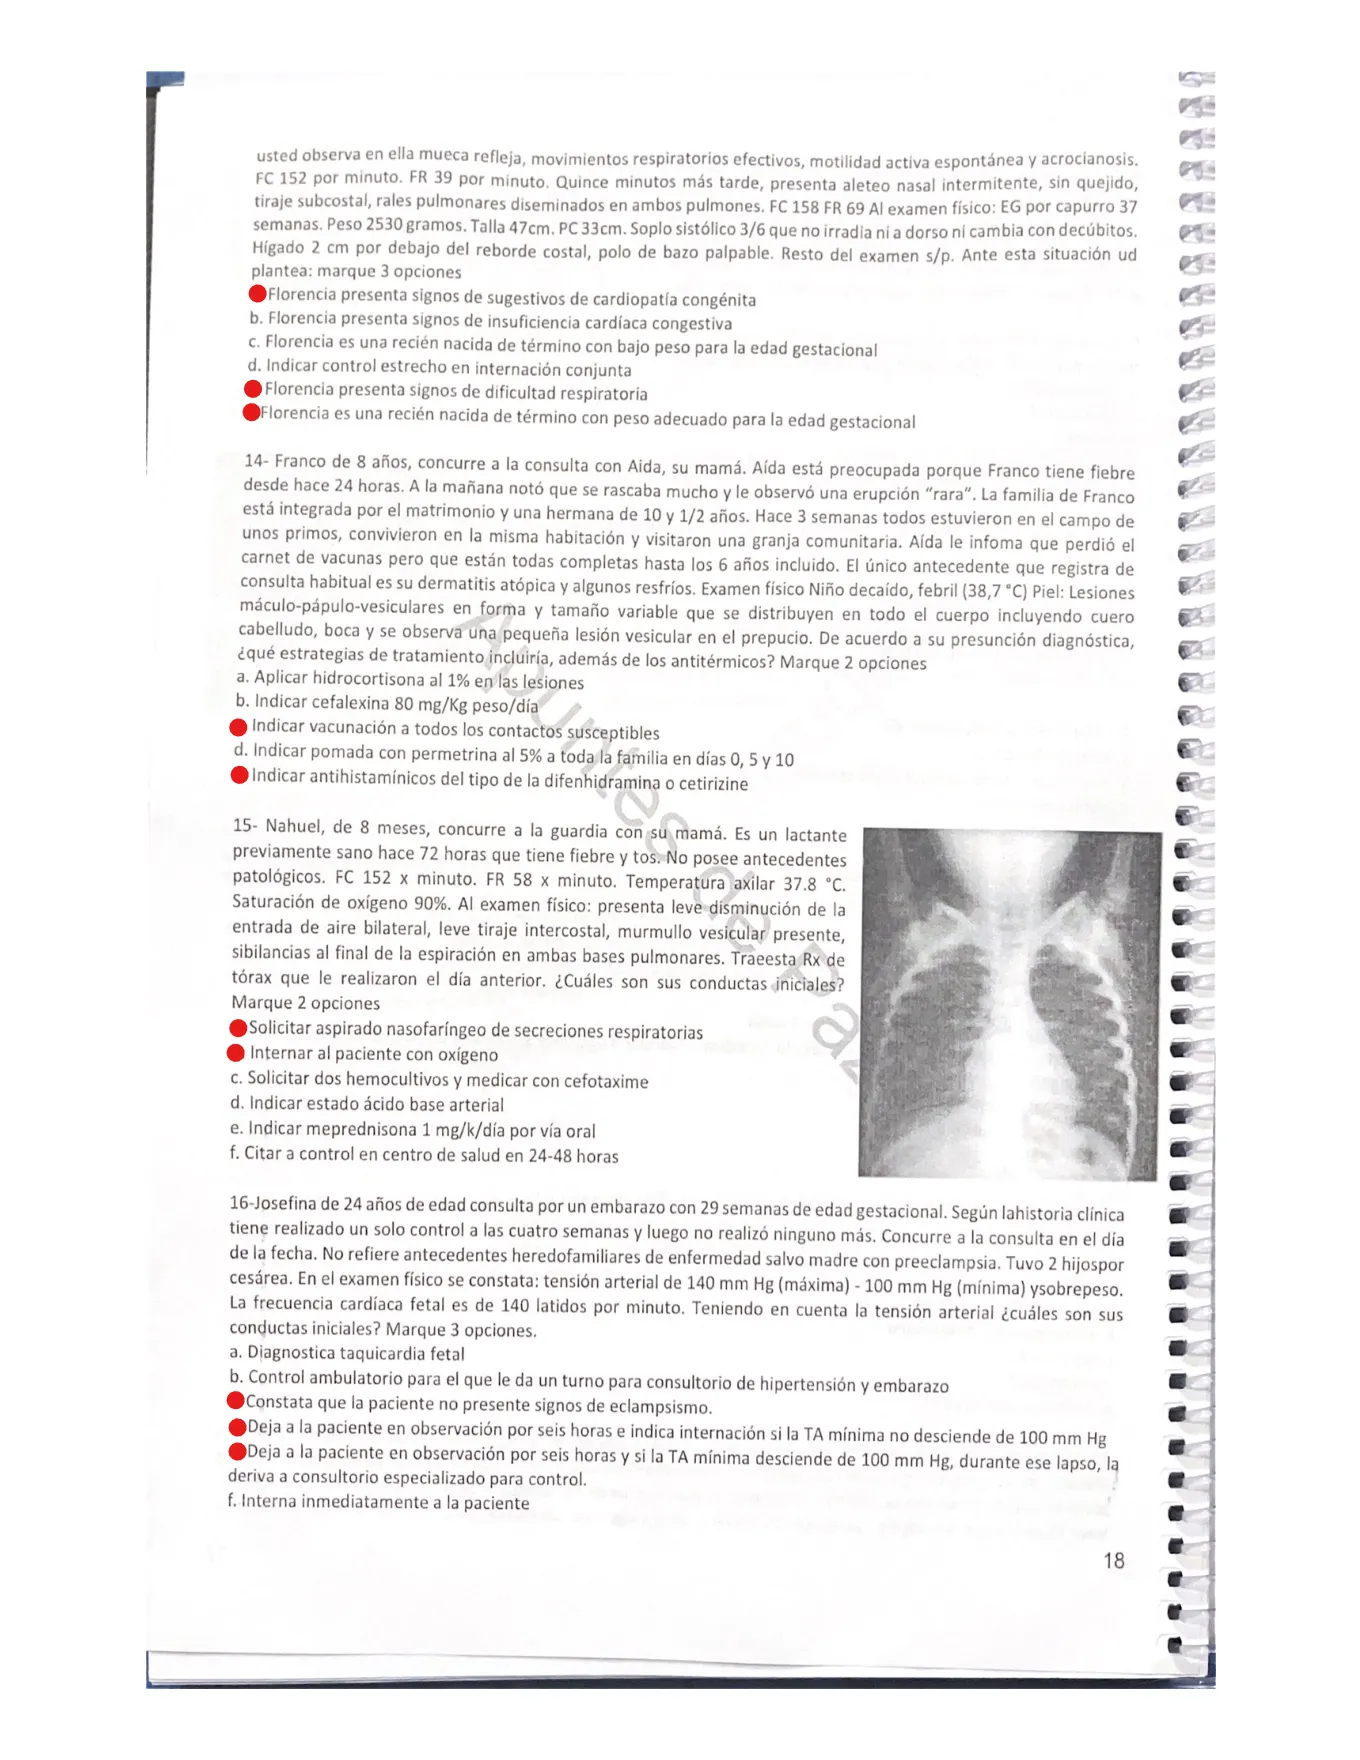 usted observa en ella mueca refleja, movimientos respiratorios efectivos, motilidad activa espontánea y acrocianosis.
FC 152 por minuto. FR 39 por minuto. Quince minutos más tarde, presenta aleteo nasal intermitente, sin quejido,
tiraje subcostal, rales pulmonares diseminados en ambos pulmones. FC 158 FR 69 Al examen físico: EG por capurro 37
semanas. Peso 2530 gramos. Talla 47cm. PC 33cm. Soplo sistólico 3/6 que no irradia ni a dorso ni cambia con decúbitos.
Hígado 2 cm por debajo del reborde costal, polo de bazo palpable. Resto del examen s/p. Ante esta situación ud
plantea: marque 3 opciones
Florencia presenta signos de sugestivos de cardiopatía congénita
b. Florencia presenta signos de insuficiencia cardíaca congestiva
c. Florencia es una recién nacida de término con bajo peso para la edad gestacional
d. Indicar control estrecho en internación conjunta
Florencia presenta signos de dificultad respiratoria
Florencia es una recién nacida de término con peso adecuado para la edad gestacional
14- Franco de 8 años, concurre a la consulta con Aida, su mamá. Aída está preocupada porque Franco tiene fiebre
desde hace 24 horas. A la mañana notó que se rascaba mucho y le observó una erupción "rara". La familia de Franco
está integrada por el matrimonio y una hermana de 10 y 1/2 años. Hace 3 semanas todos estuvieron en el campo de
unos primos, convivieron en la misma habitación y visitaron una granja comunitaria. Aída le infoma que perdió el
carnet de vacunas pero que están todas completas hasta los 6 años incluido. El único antecedente que registra de
consulta habitual es su dermatitis atópica y algunos resfríos. Examen físico Niño decaído, febril (38,7 °C) Piel: Lesiones
máculo-pápulo-vesiculares en forma y tamaño variable que se distribuyen en todo el cuerpo incluyendo cuero
cabelludo, boca y se observa una pequeña lesión vesicular en el prepucio. De acuerdo a su presunción diagnóstica,
¿qué estrategias de tratamiento incluiría, además de los antitérmicos? Marque 2 opciones
a. Aplicar hidrocortisona al 1% en las lesiones
b. Indicar cefalexina 80 mg/Kg peso/día
Indicar vacunación a todos los contactos susceptibles
d. Indicar pomada con permetrina al 5% a toda la familia en días 0, 5 y 10
Indicar antihistamínicos del tipo de la difenhidramina o cetirizine
15- Nahuel, de 8 meses, concurre a la guardia con su mamá. Es un lactante
previamente sano hace 72 horas que tiene fiebre y tos. No posee antecedentes
patológicos. FC 152 x minuto. FR 58 x minuto. Temperatura axilar 37.8 °C.
Saturación de oxígeno 90%. Al examen físico: presenta leve disminución de la
entrada de aire bilateral, leve tiraje intercostal, murmullo vesicular presente,
sibilancias al final de la espiración en ambas bases pulmonares. Traeesta Rx de
tórax que le realizaron el día anterior. ¿Cuáles son sus conductas iniciales?
Marque 2 opciones
Solicitar aspirado nasofaríngeo de secreciones respiratorias
Internar al paciente con oxígeno
c. Solicitar dos hemocultivos y medicar con cefotaxime
d. Indicar estado ácido base arterial
e. Indicar meprednisona 1 mg/k/día por vía oral
f. Citar a control en centro de salud en 24-48 horas
16-Josefina de 24 años de edad consulta por un embarazo con 29 semanas de edad gestacional. Según lahistoria clínica
tiene realizado un solo control a las cuatro semanas y luego no realizó ninguno más. Concurre a la consulta en el día
de la fecha. No refiere antecedentes heredofamiliares de enfermedad salvo madre con preeclampsia. Tuvo 2 hijospor
cesárea. En el examen físico se constata: tensión arterial de 140 mm Hg (máxima) - 100 mm Hg (mínima) ysobrepeso.
La frecuencia cardíaca fetal es de 140 latidos por minuto. Teniendo en cuenta la tensión arterial ¿cuáles son sus
conductas iniciales? Marque 3 opciones.
a. Diagnostica taquicardia fetal
b. Control ambulatorio para el que le da un turno para consultorio de hipertensión y embarazo
Constata que la paciente no presente signos de eclampsismo.
Deja a la paciente en observación por seis horas e indica internación si la TA mínima no desciende de 100 mm Hg
Deja a la paciente en observación por seis horas y si la TA mínima desciende de 100 mm Hg, durante ese lapso, la
deriva a consultorio especializado para control.
f. Interna inmediatamente a la paciente
18
Apuntes de Paz